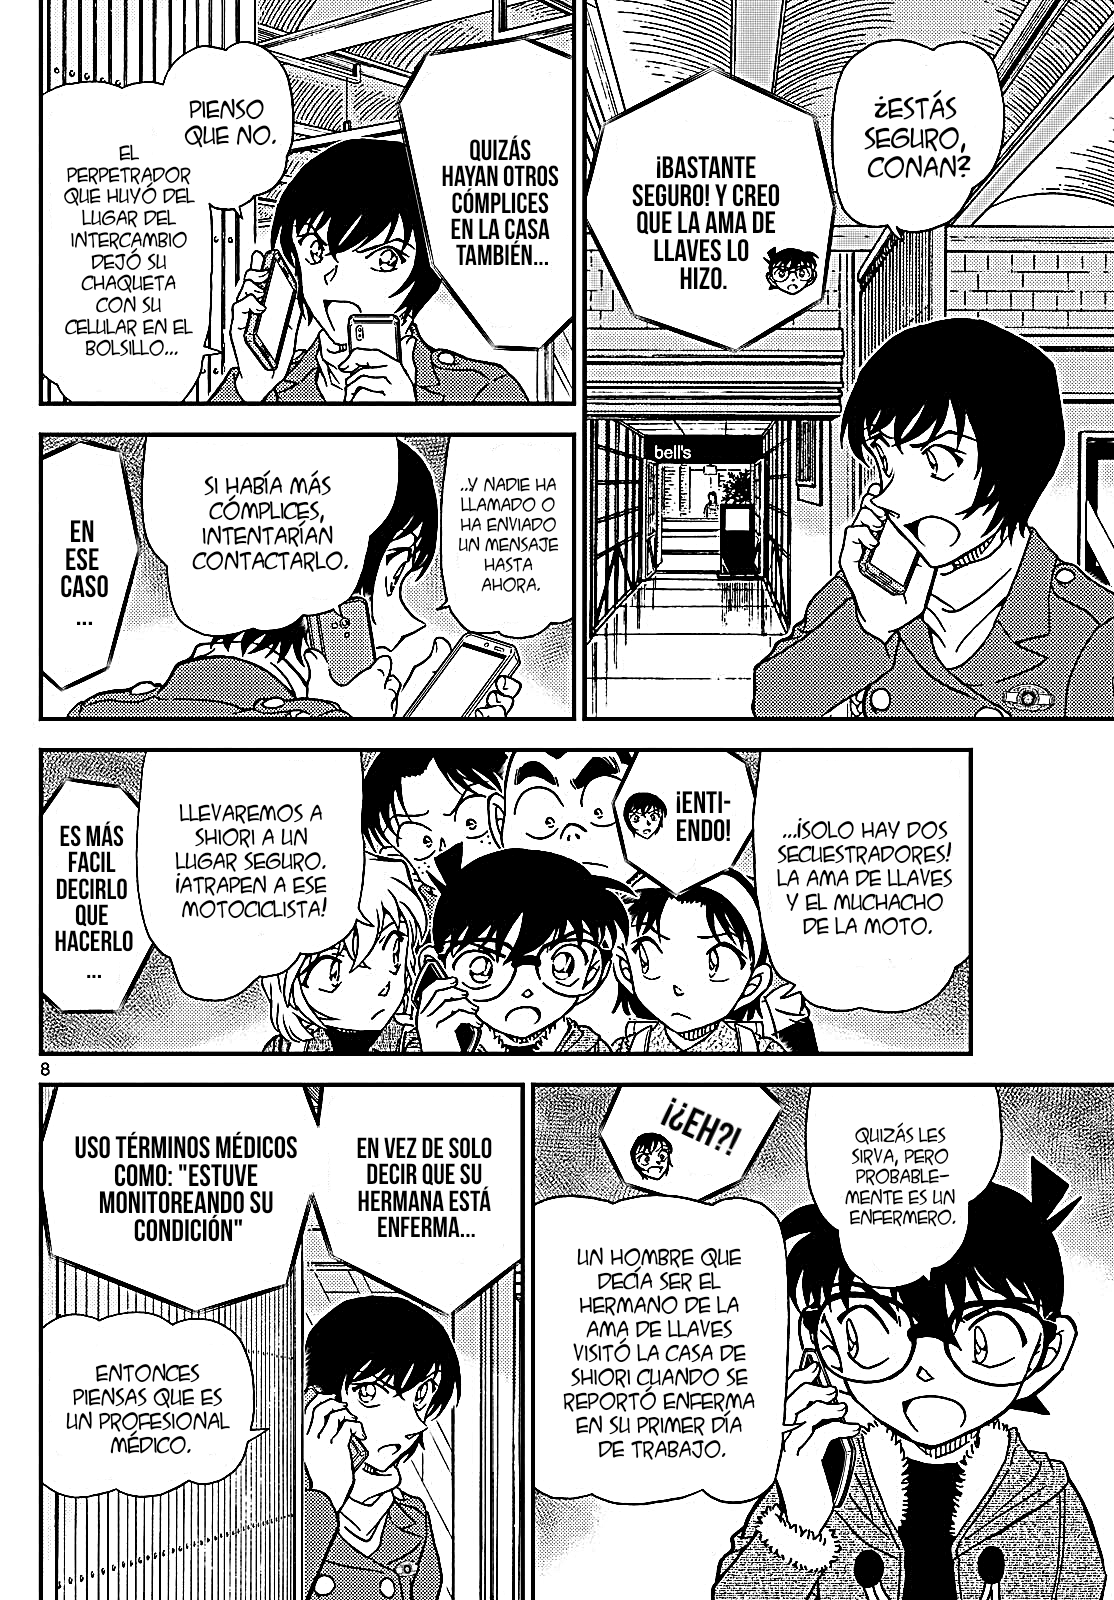 ¿ESTÁS
SEGURO,
CONAN?
¡BASTANTE
SEGURO! Y CREO
QUE LA AMA DE
LLAVES LO
HIZO.
bell's
QUIZÁS
HAYAN OTROS
CÓMPLICES
EN LA CASA
TAMBIÉN...
PIENSO
QUE NO.
EL
PERPETRADOR
QUE HUYÓ DEL
LUGAR DEL
INTERCAMBIO
DEJÓ SU
CHAQUETA
CON SU
CELULAR EN EL
BOLSILLO...
...Y NADIE HA
LLAMADO O
HA ENVIADO
UN MENSAJE
HASTA
AHORA.
SI HABÍA MÁS
CÓMPLICES,
INTENTARÍAN
CONTACTARLO.
EN
ESE
CASO
...
...¡SOLO HAY DOS
SECUESTRADORES!
LA AMA DE LLAVES
Y EL MUCHACHO
DE LA MOTO.
¡ENTI-
ENDO!
LLEVAREMOS A
SHIORI A UN
LUGAR SEGURO.
¡ATRAPEN A ESE
MOTOCICLISTA!
ES MÁS
FACIL
DECIRLO
QUE
HACERLO
...
8
QUIZÁS LES
SIRVA, PERO
PROBABLE-
MENTE ES UN
ENFERMERO.
¡¿EH?!
UN HOMBRE QUE
DECÍA SER EL
HERMANO DE LA
AMA DE LLAVES
VISITÓ LA CASA DE
SHIORI CUANDO SE
REPORTÓ ENFERMA
EN SU PRIMER DÍA
DE TRABAJO.
EN VEZ DE SOLO
DECIR QUE SU
HERMANA ESTÁ
ENFERMA...
USO TÉRMINOS MÉDICOS
COMO: "ESTUVE
MONITOREANDO SU
CONDICIÓN"
ENTONCES
PIENSAS QUE ES
UN PROFESIONAL
MÉDICO.